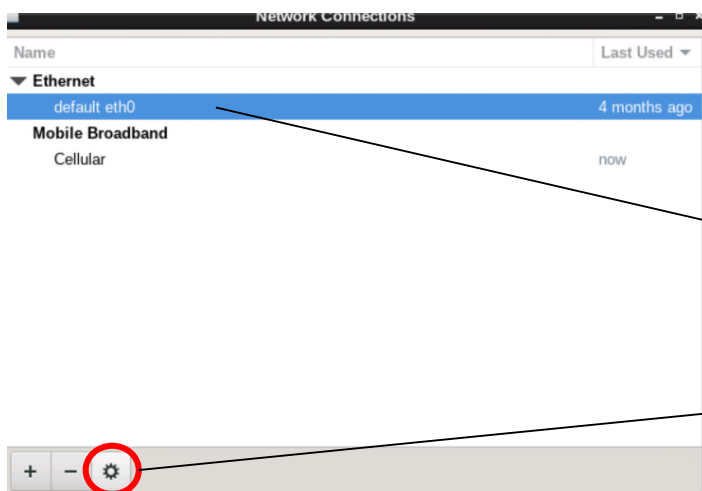 Network Connections
Name Last Used
Ethernet
default eth0 4 months ago
Mobile Broadband
Cellular now
+ −